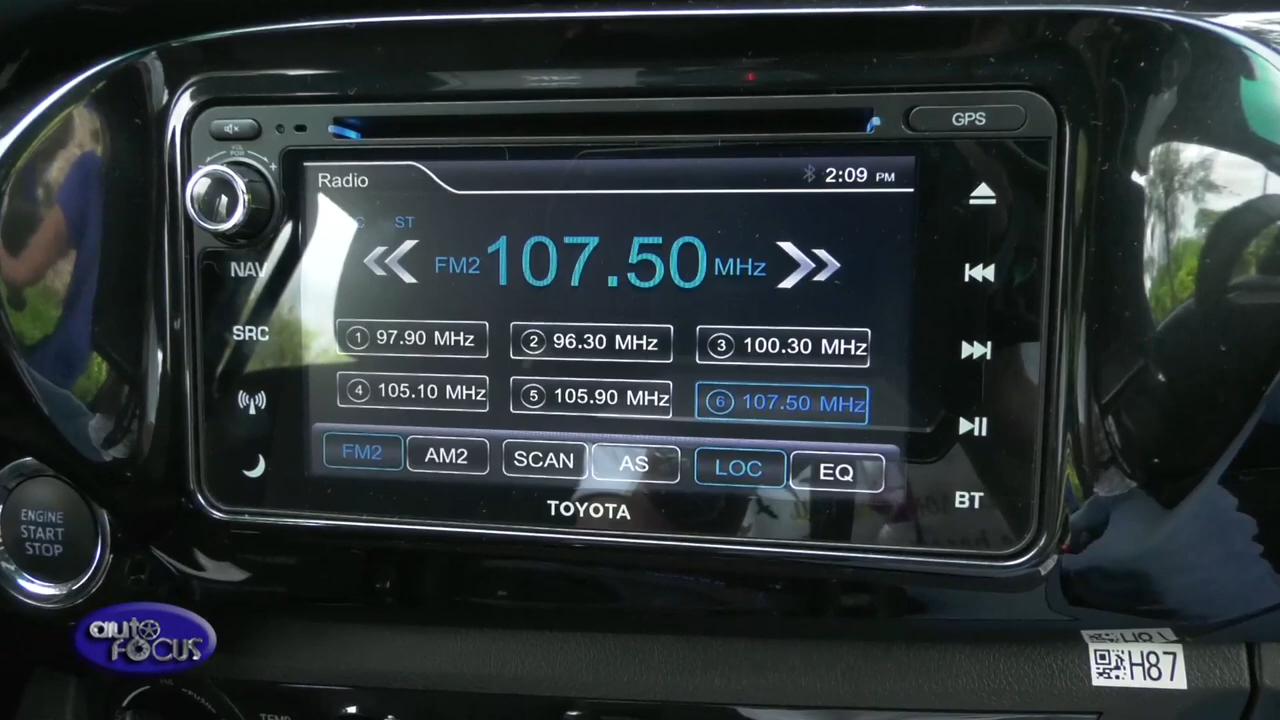 GPS
VOL
Radio
2:09 PM
ST
FM2 107.50 MHz
NAV
SRC
1 97.90 MHz
2 96.30 MHz
3 100.30 MHz
4 105.10 MHz
5 105.90 MHz
6 107.50 MHz
FM2
AM2
SCAN
AS
LOC
EQ
BT
TOYOTA
ENGINE
START
STOP
auto
FOCUS
H87
TEMP